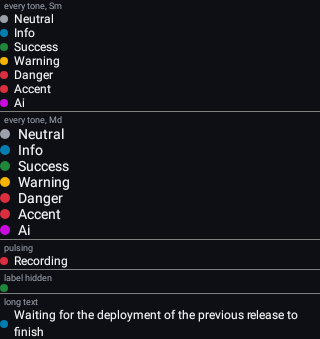 every tone, Sm
Neutral
Info
Success
Warning
Danger
Accent
Ai
every tone, Md
Neutral
Info
Success
Warning
Danger
Accent
Ai
pulsing
Recording
label hidden
long text
Waiting for the deployment of the previous release to
finish